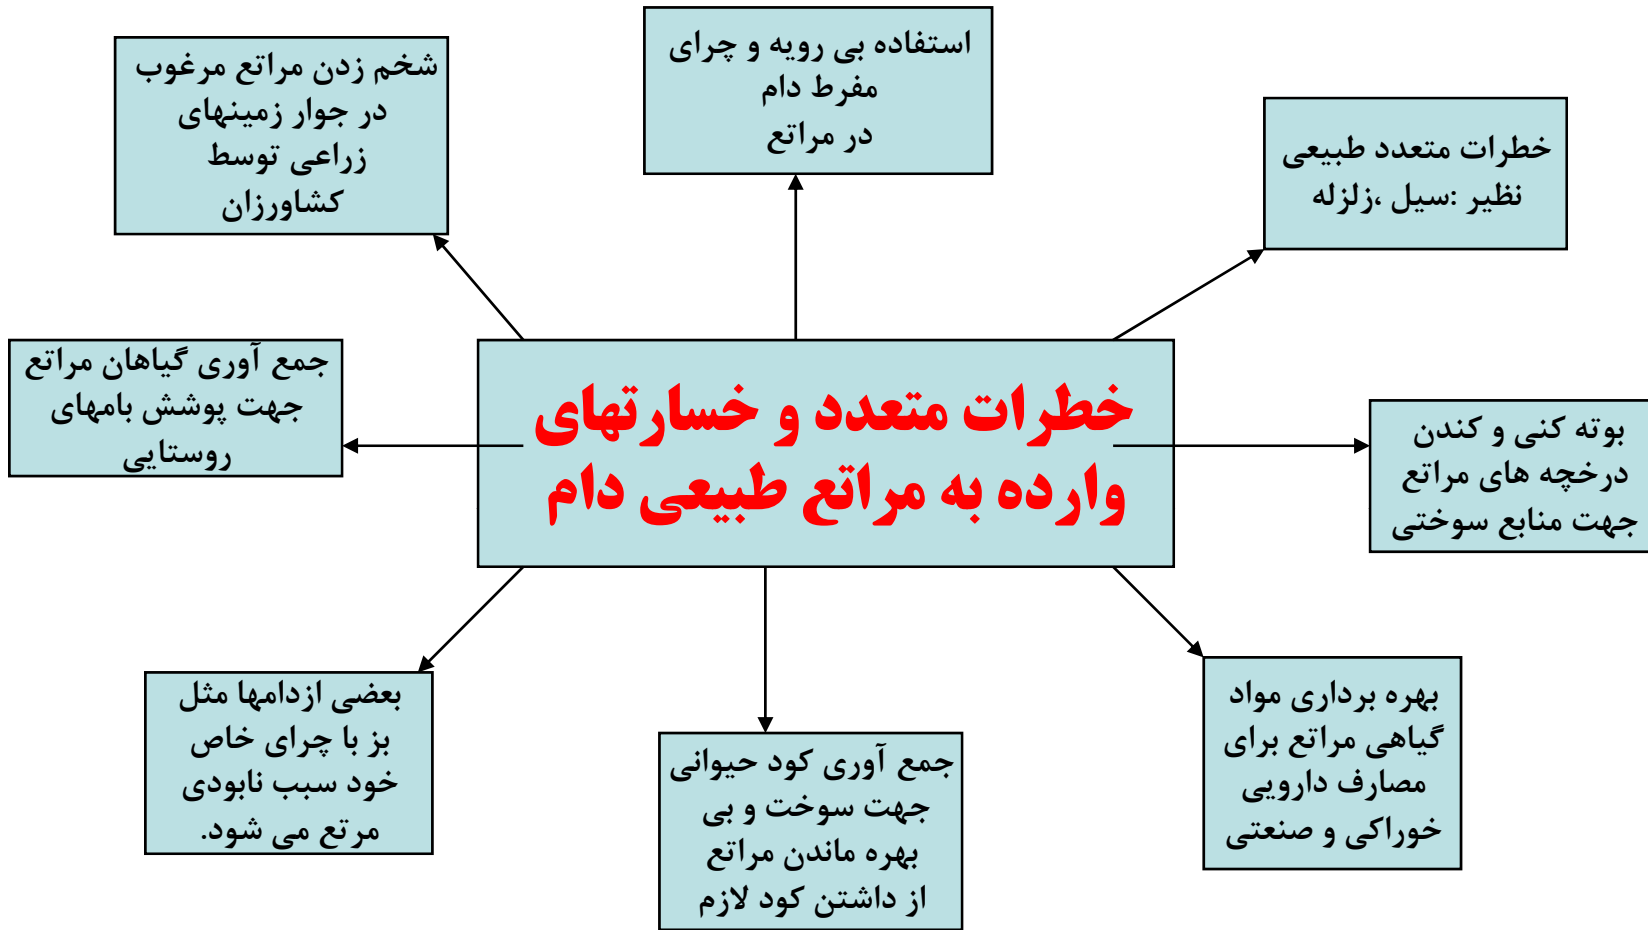 خطرات متعدد و خسارتهای
وارده به مراتع طبیعی دام
استفاده بی رویه و چرای
مفرط دام
در مراتع
خطرات متعدد طبیعی
نظیر :سیل ،زلزله
بوته کنی و کندن
درخچه های مراتع
جهت منابع سوختی
بهره برداری مواد
گیاهی مراتع برای
مصارف دارویی
خوراکی و صنعتی
جمع آوری کود حیوانی
جهت سوخت و بی
بهره ماندن مراتع
از داشتن کود لازم
بعضی ازدامها مثل
بز با چرای خاص
خود سبب نابودی
مرتع می شود.
جمع آوری گیاهان مراتع
جهت پوشش بامهای
روستایی
شخم زدن مراتع مرغوب
در جوار زمینهای
زراعی توسط
کشاورزان